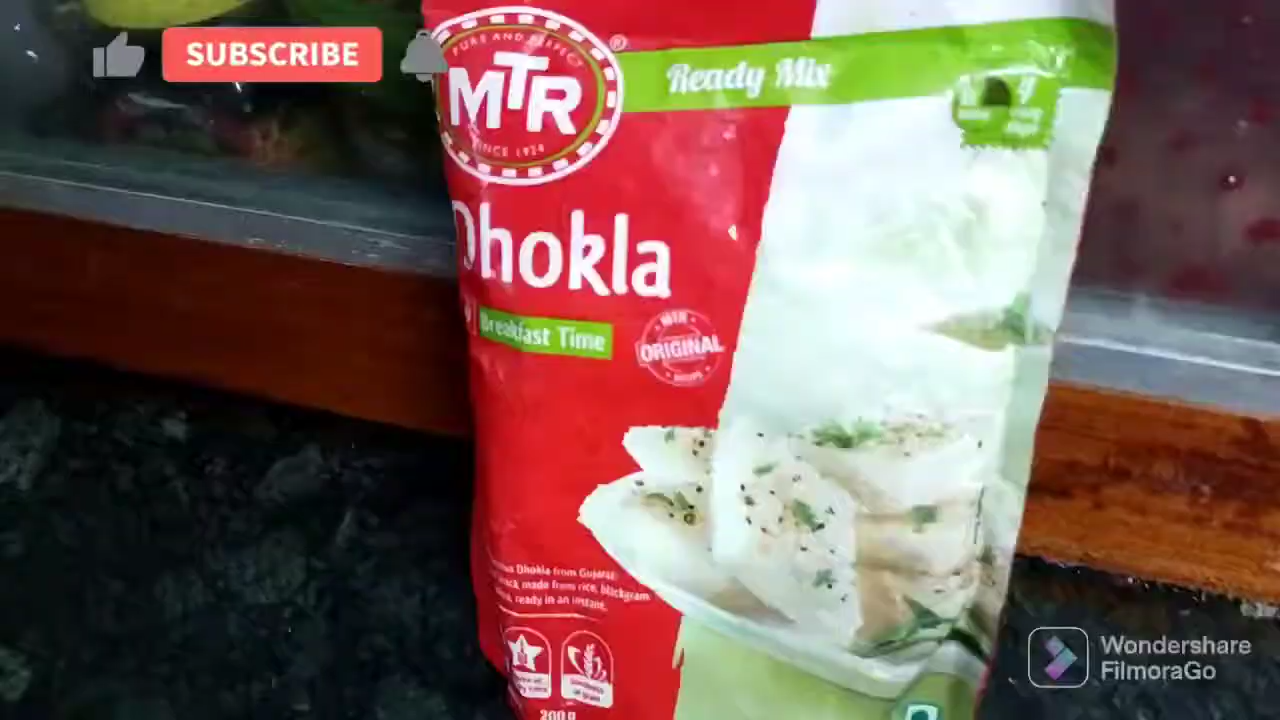 SUBSCRIBE
PURE AND PERFECT
MTR
SINCE 1924
®
Ready Mix
Dhokla
Breakfast Time
ORIGINAL
Dhokla from Gujarat
made from rice, blackgram
ready in an instant.
200 g
Wondershare
FilmoraGo